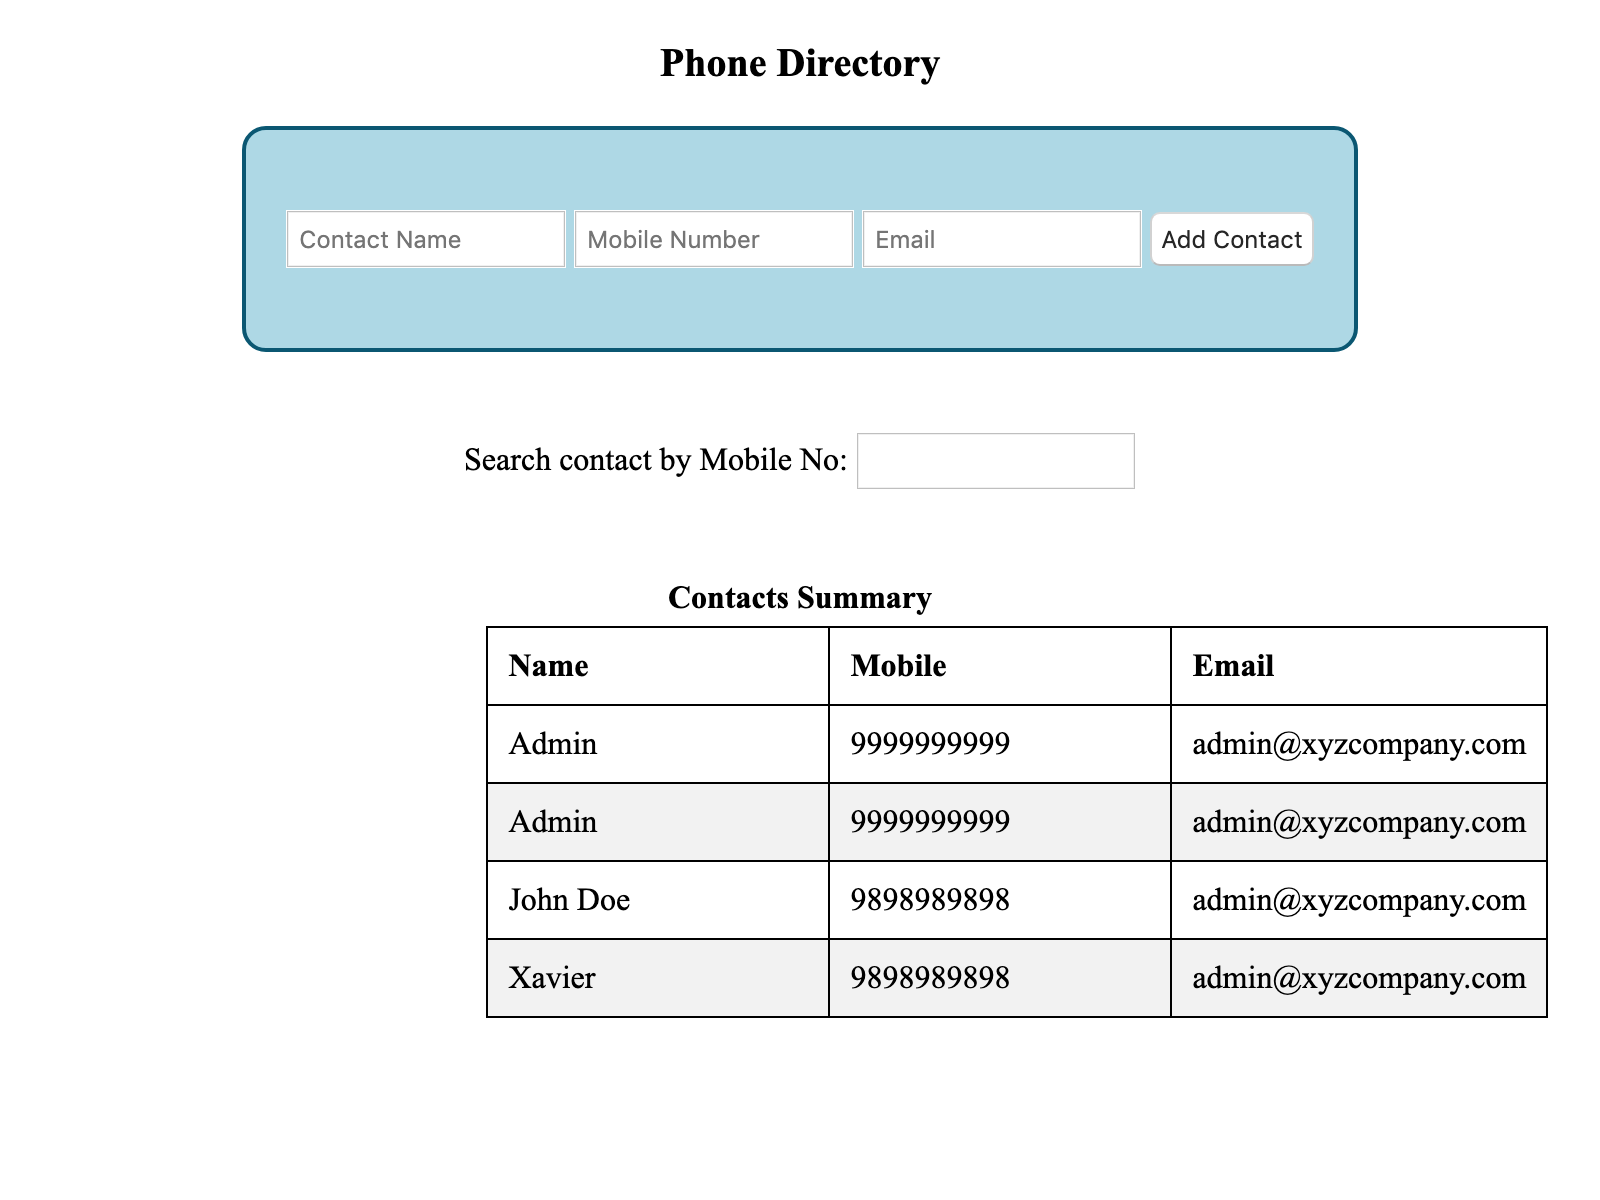 Phone Directory
Contact Name Mobile Number Email Add Contact
Search contact by Mobile No:
Contacts Summary
Name Mobile Email
Admin 9999999999 admin@xyzcompany.com
Admin 9999999999 admin@xyzcompany.com
John Doe 9898989898 admin@xyzcompany.com
Xavier 9898989898 admin@xyzcompany.com